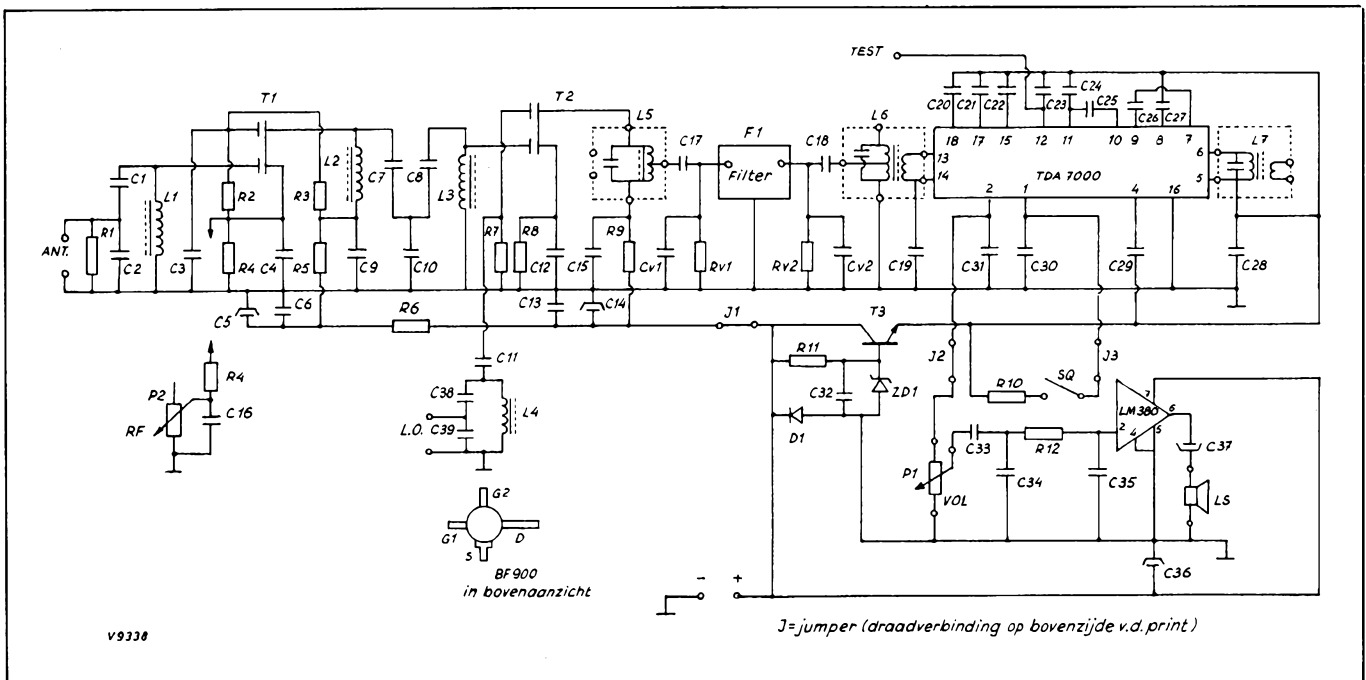 TEST
T1
T2
L5
C17
F1
Filter
C18
L6
C20
C21
C22
C23
C24
C25
C26
C27
18
17
15
12
11
10
9
8
7
13
14
TDA 7000
6
5
L7
2
1
4
16
ANT.
R1
C1
C2
L1
C3
R2
R4
C4
R3
R5
L2
C9
C7
C8
C10
L3
R7
R8
C12
C15
R9
Cv1
Rv1
Rv2
Cv2
C19
C31
C30
C29
C28
C5
C6
R6
C13
C14
J1
T3
R11
C32
ZD1
D1
J2
J3
R10
SQ
LM380
7
2
4
5
6
C37
LS
P1
VOL
C33
C34
R12
C35
C36
P2
RF
R4
C16
C11
C38
L.O.
C39
L4
G2
G1
D
S
BF900
in bovenaanzicht
- +
J=jumper (draadverbinding op bovenzijde v.d. print)
V9338